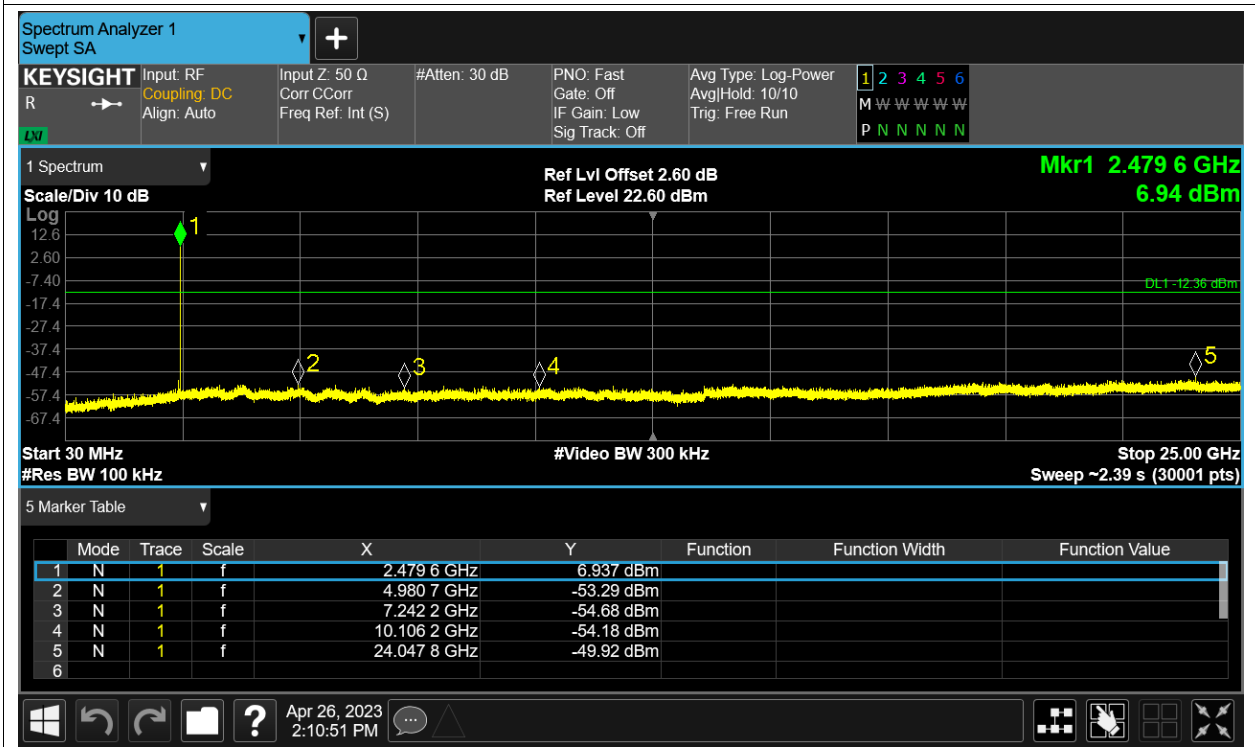 Spectrum Analyzer 1
Swept SA
KEYSIGHT Input: RF Input Z: 50 Ω #Atten: 30 dB PNO: Fast Avg Type: Log-Power 1 2 3 4 5 6
R Coupling: DC Corr CCorr Gate: Off Avg|Hold: 10/10 M W W W W W
Align: Auto Freq Ref: Int (S) IF Gain: Low Trig: Free Run
LXI Sig Track: Off P N N N N N
1 Spectrum Ref Lvl Offset 2.60 dB Mkr1 2.479 6 GHz
Scale/Div 10 dB Ref Level 22.60 dBm 6.94 dBm
Log
1
12.6
2.60
-7.40
DL1 -12.36 dBm
-17.4
-27.4
-37.4
2 3 4 5
-47.4
-57.4
-67.4
Start 30 MHz #Video BW 300 kHz Stop 25.00 GHz
#Res BW 100 kHz Sweep ~2.39 s (30001 pts)
5 Marker Table
Mode Trace Scale X Y Function Function Width Function Value
1 N 1 f 2.479 6 GHz 6.937 dBm
2 N 1 f 4.980 7 GHz -53.29 dBm
3 N 1 f 7.242 2 GHz -54.68 dBm
4 N 1 f 10.106 2 GHz -54.18 dBm
5 N 1 f 24.047 8 GHz -49.92 dBm
6
? Apr 26, 2023
2:10:51 PM